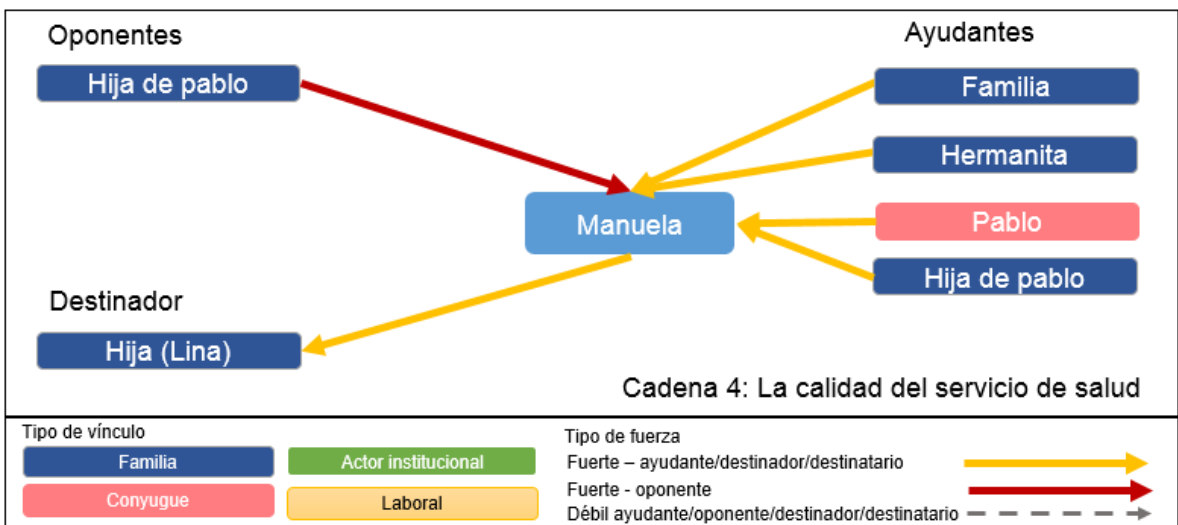 Oponentes
Ayudantes
Hija de pablo
Familia
Hermanita
Manuela
Pablo
Hija de pablo
Destinador
Hija (Lina)
Cadena 4: La calidad del servicio de salud
Tipo de vínculo
Familia
Actor institucional
Conyugue
Laboral
Tipo de fuerza
Fuerte – ayudante/destinador/destinatario
Fuerte - oponente
Débil ayudante/oponente/destinador/destinatario